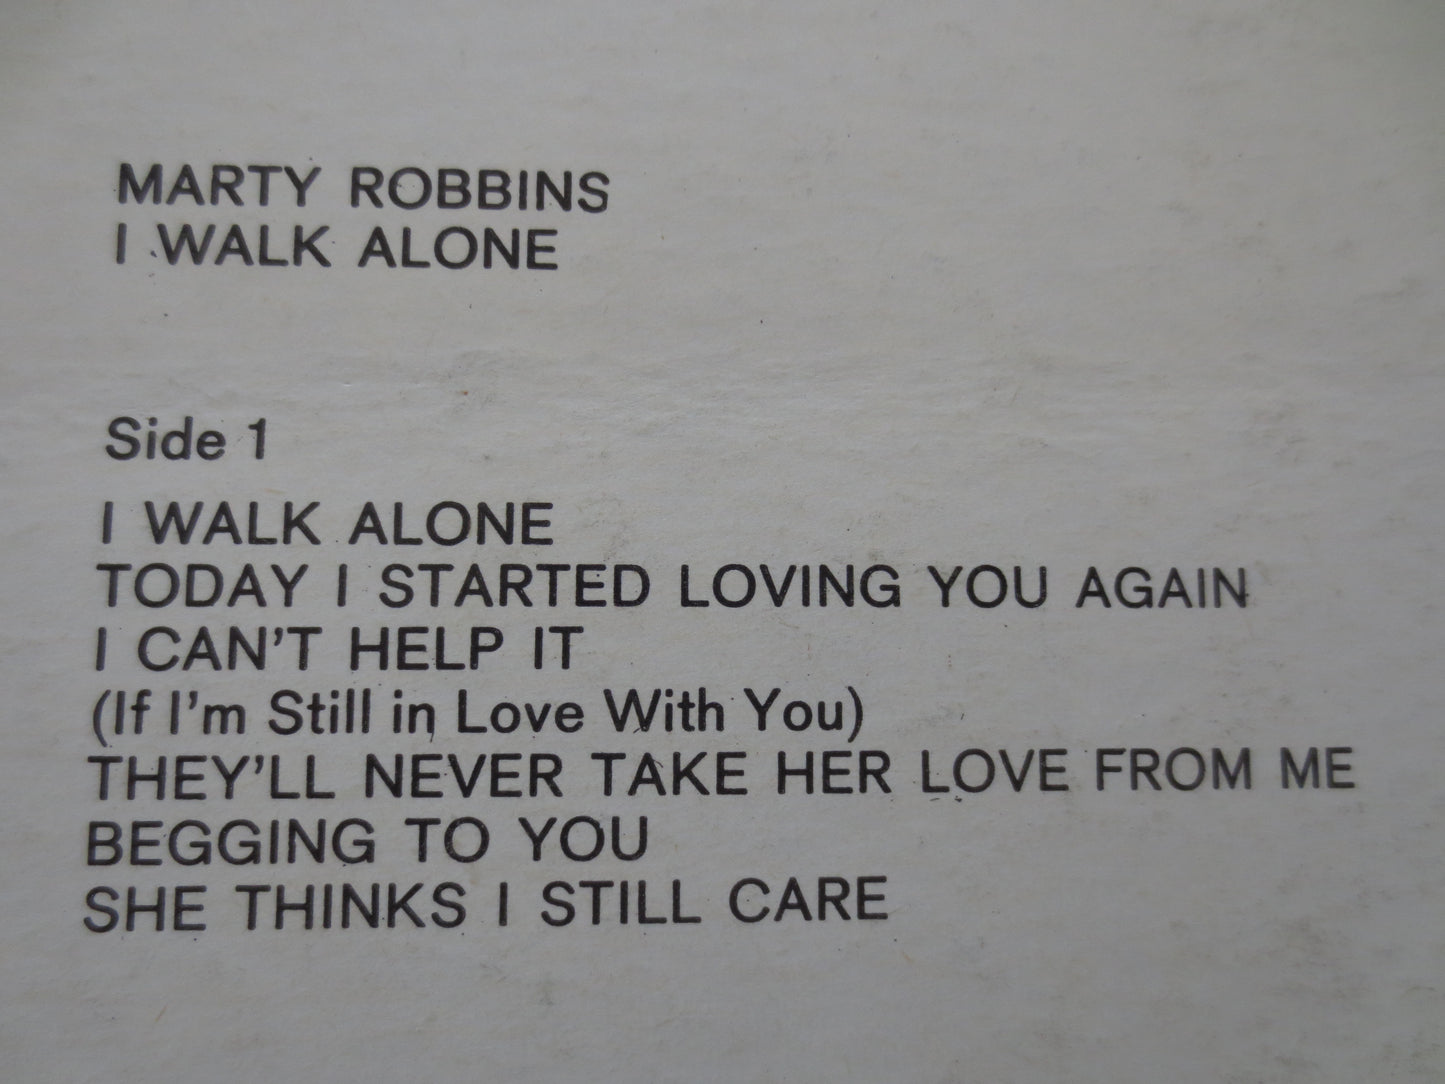 MARTY ROBBINS
I WALK ALONE
Side 1
I WALK ALONE
TODAY I STARTED LOVING YOU AGAIN
I CAN'T HELP IT
(If I'm Still in Love With You)
THEY'LL NEVER TAKE HER LOVE FROM ME
BEGGING TO YOU
SHE THINKS I STILL CARE